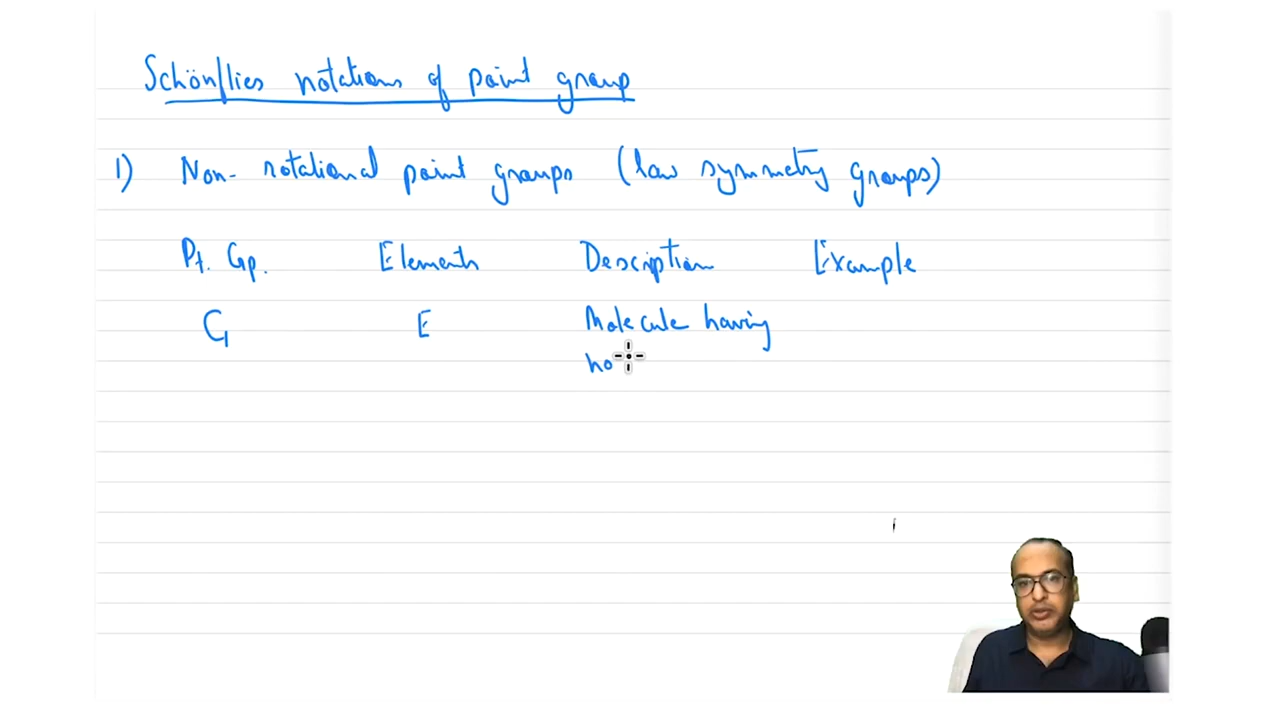 Schönflies notations of point group
1) Non-rotational point groups (low symmetry groups)
Pt. Gp. Elements Description Example
C1 E Molecule having
no